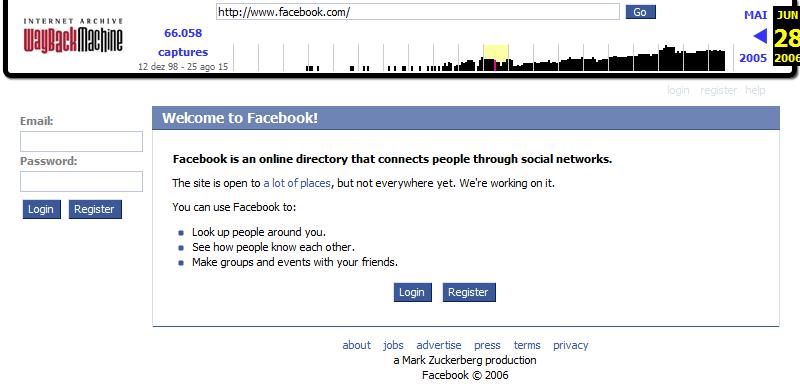 INTERNET ARCHIVE
WayBackMachine
http://www.facebook.com/
Go
66.058
captures
12 dez 98 - 25 ago 15
MAI
JUN
28
2005
2006
login register help
Email:
Password:
Login Register
Welcome to Facebook!
Facebook is an online directory that connects people through social networks.
The site is open to a lot of places, but not everywhere yet. We're working on it.
You can use Facebook to:
Look up people around you.
See how people know each other.
Make groups and events with your friends.
Login Register
about jobs advertise press terms privacy
a Mark Zuckerberg production
Facebook © 2006